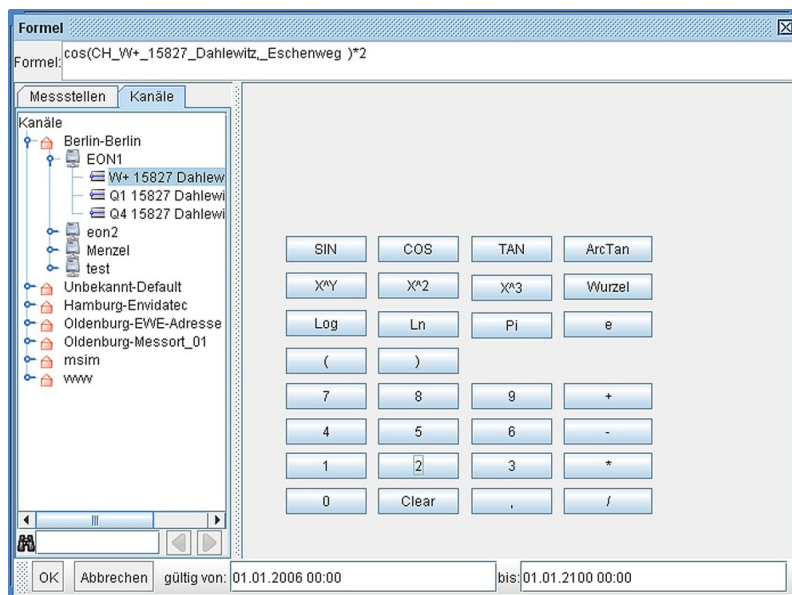 Formel
Formel: cos(CH_W+_15827_Dahlewitz,_Eschenweg )*2
Messstellen Kanäle
Kanäle
Berlin-Berlin
EON1
W+ 15827 Dahlew
Q1 15827 Dahlewi
Q4 15827 Dahlewi
eon2
Menzel
test
Unbekannt-Default
Hamburg-Envidatec
Oldenburg-EWE-Adresse
Oldenburg-Messort_01
msim
www
SIN COS TAN ArcTan
X^Y X^2 X^3 Wurzel
Log Ln Pi e
( )
7 8 9 +
4 5 6 -
1 2 3 *
0 Clear , /
OK Abbrechen gültig von: 01.01.2006 00:00 bis: 01.01.2100 00:00